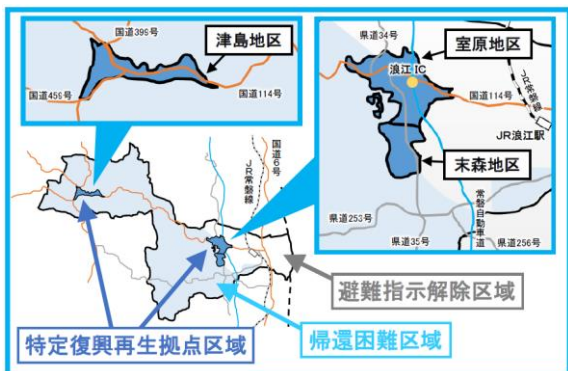 国道399号
津島地区
国道459号
国道114号
県道34号
室原地区
浪江IC
国道114号
JR常磐線
JR浪江駅
末森地区
県道253号
常磐自動車道
県道35号
県道256号
国道6号
JR常磐線
避難指示解除区域
特定復興再生拠点区域
帰還困難区域